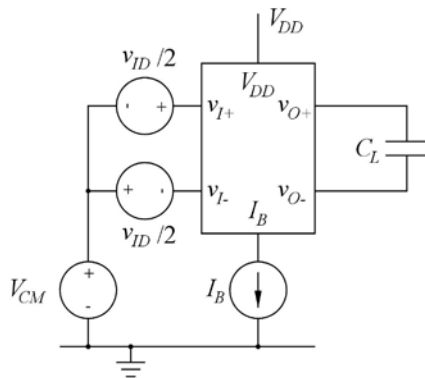 V_DD
v_ID /2
V_DD
- +
v_I+ v_O+
C_L
+ -
v_I- v_O-
v_ID /2
I_B
+
V_CM
-
I_B